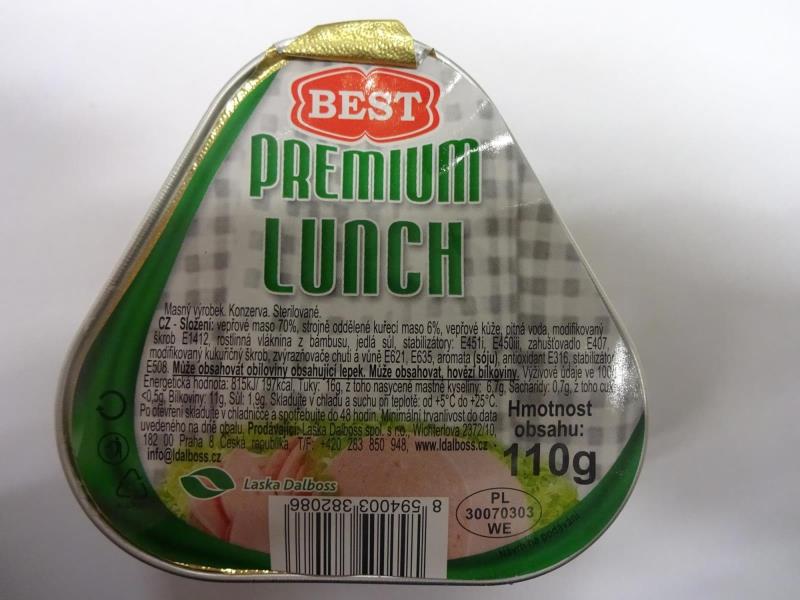 BEST
PREMIUM
LUNCH
Masný výrobek. Konzerva. Sterilované.
CZ - Složení: vepřové maso 70%, strojně oddělené kuřecí maso 6%, vepřové kůže, pitná voda, modifikovaný
škrob E1412, rostlinná vláknina z bambusu, jedlá sůl, stabilizátory: E451i, E450iii, zahušťovadlo E407,
modifikovaný kukuřičný škrob, zvýrazňovače chuti a vůně E621, E635, aromata (sóju), antioxidant E316, stabilizátor
E508. Může obsahovat obiloviny obsahující lepek. Může obsahovat, hovězí bílkoviny. Výživové údaje ve 100g
Energetická hodnota: 815kJ/ 197kcal, Tuky: 16g, z toho nasycené mastné kyseliny: 6,7g, Sacharidy: 0,7g, z toho cukry
<0,5g, Bílkoviny: 11g, Sůl: 1,9g. Skladujte v chladu a suchu při teplotě: od +5°C do +25°C.
Po otevření skladujte v chladničce a spotřebujte do 48 hodin. Minimální trvanlivost do data
uvedeného na dně obalu. Prodávající: Laska Dalboss spol. s r.o., Wichterlova 2372/10,
182 00 Praha 8 Česká republika, T/F: +420 283 850 948, www.ldalboss.cz
info@ldalboss.cz
Hmotnost
obsahu:
110g
Laska Dalboss
8 594003 382086
PL
30070303
WE
Návrh na podávání